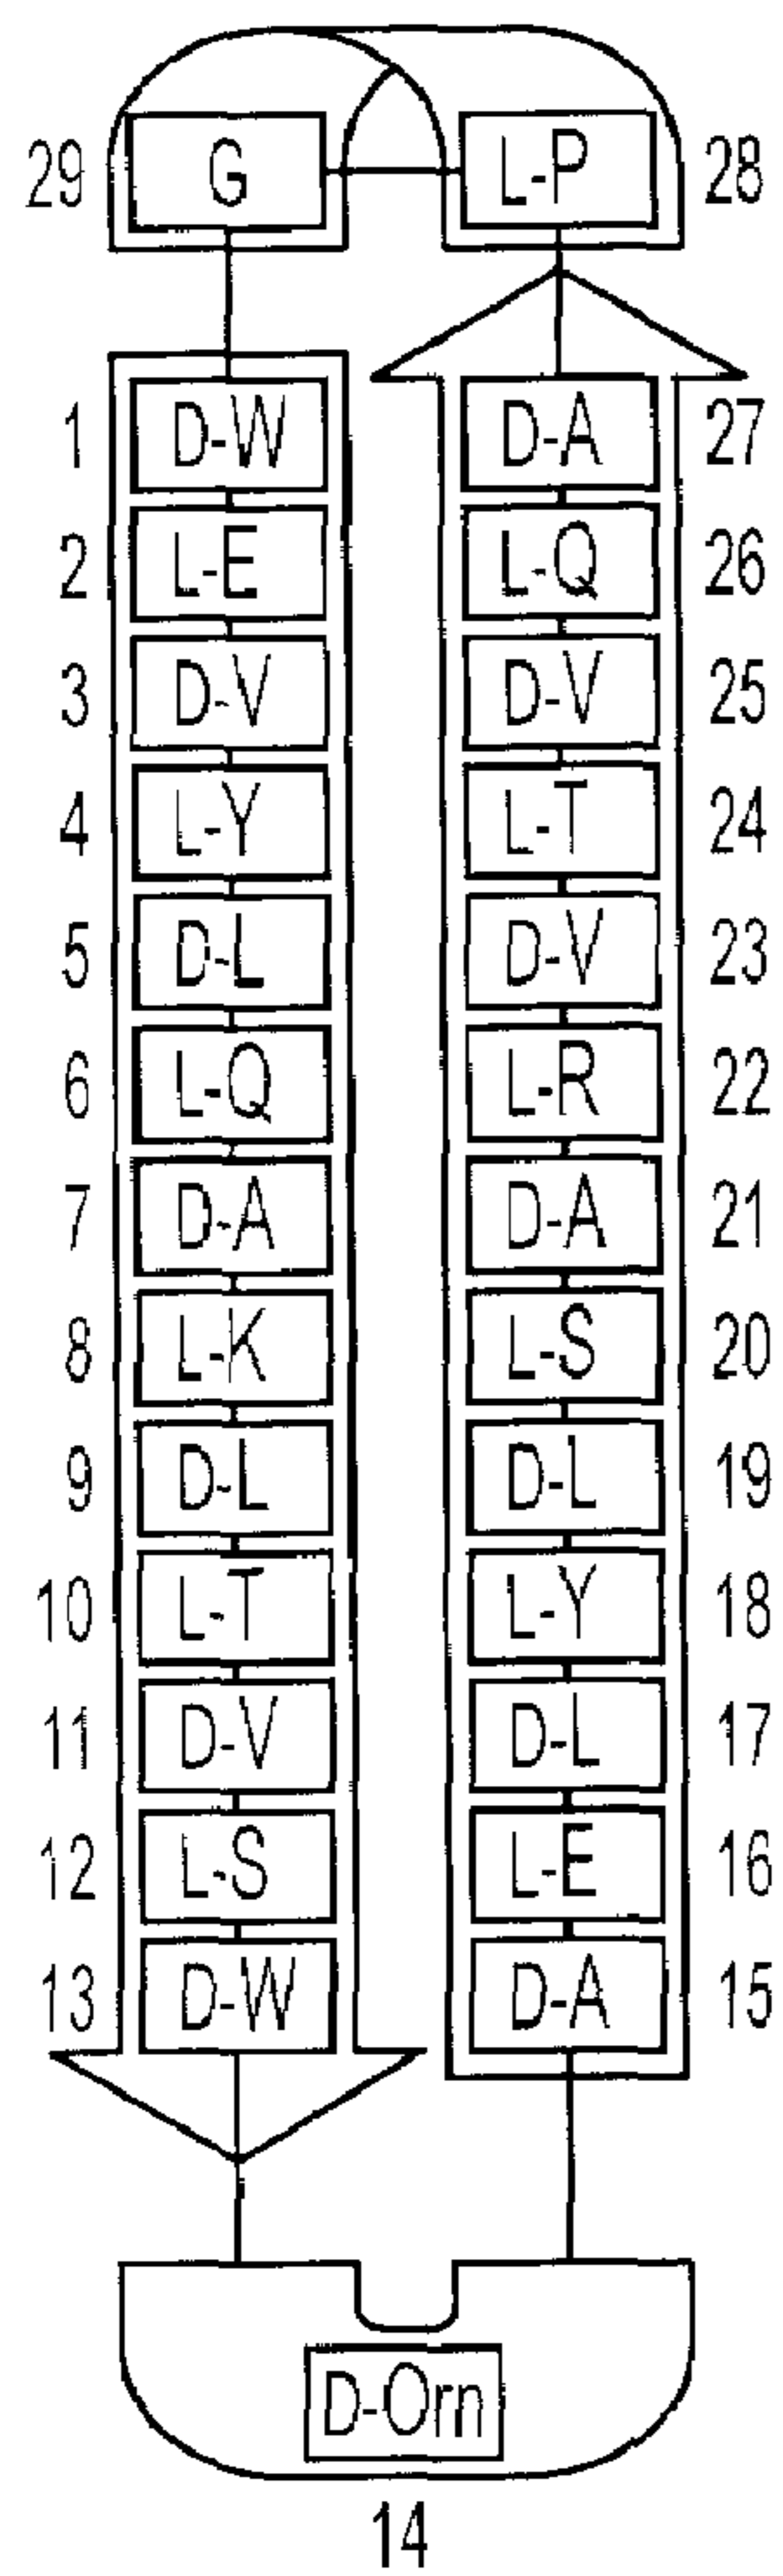 29 G L-P 28
1 D-W D-A 27
2 L-E L-Q 26
3 D-V D-V 25
4 L-Y L-T 24
5 D-L D-V 23
6 L-Q L-R 22
7 D-A D-A 21
8 L-K L-S 20
9 D-L D-L 19
10 L-T L-Y 18
11 D-V D-L 17
12 L-S L-E 16
13 D-W D-A 15
D-Orn
14